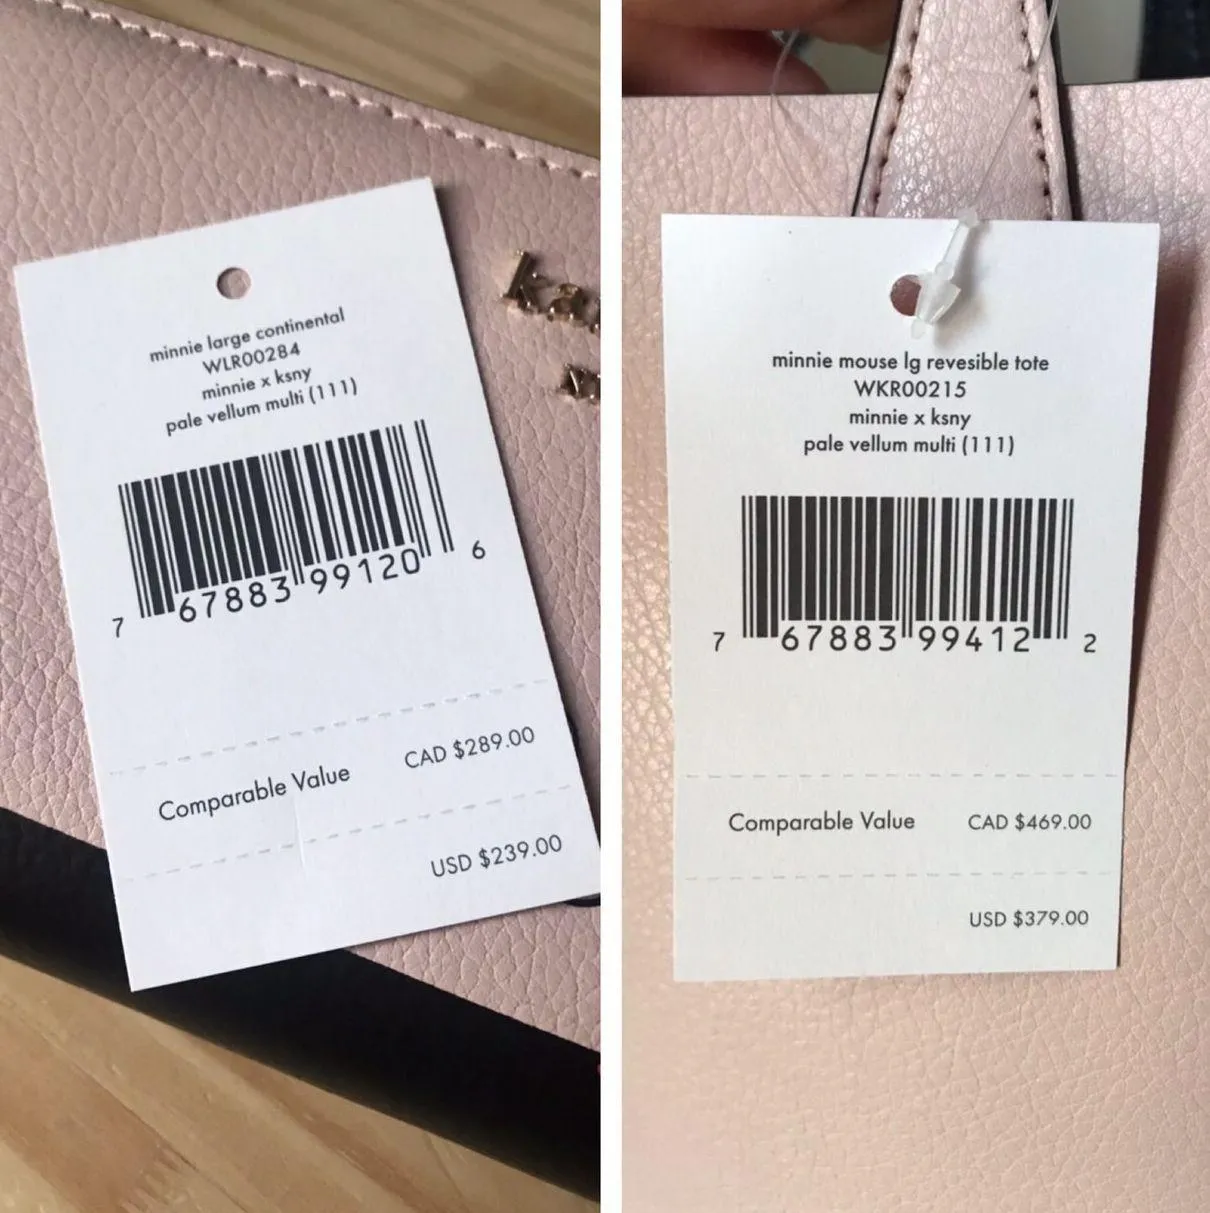 minnie large continental
WLR00284
minnie x ksny
pale vellum multi (111)
7 67883 99120 6
Comparable Value CAD $289.00
USD $239.00
minnie mouse lg revesible tote
WKR00215
minnie x ksny
pale vellum multi (111)
7 67883 99412 2
Comparable Value CAD $469.00
USD $379.00